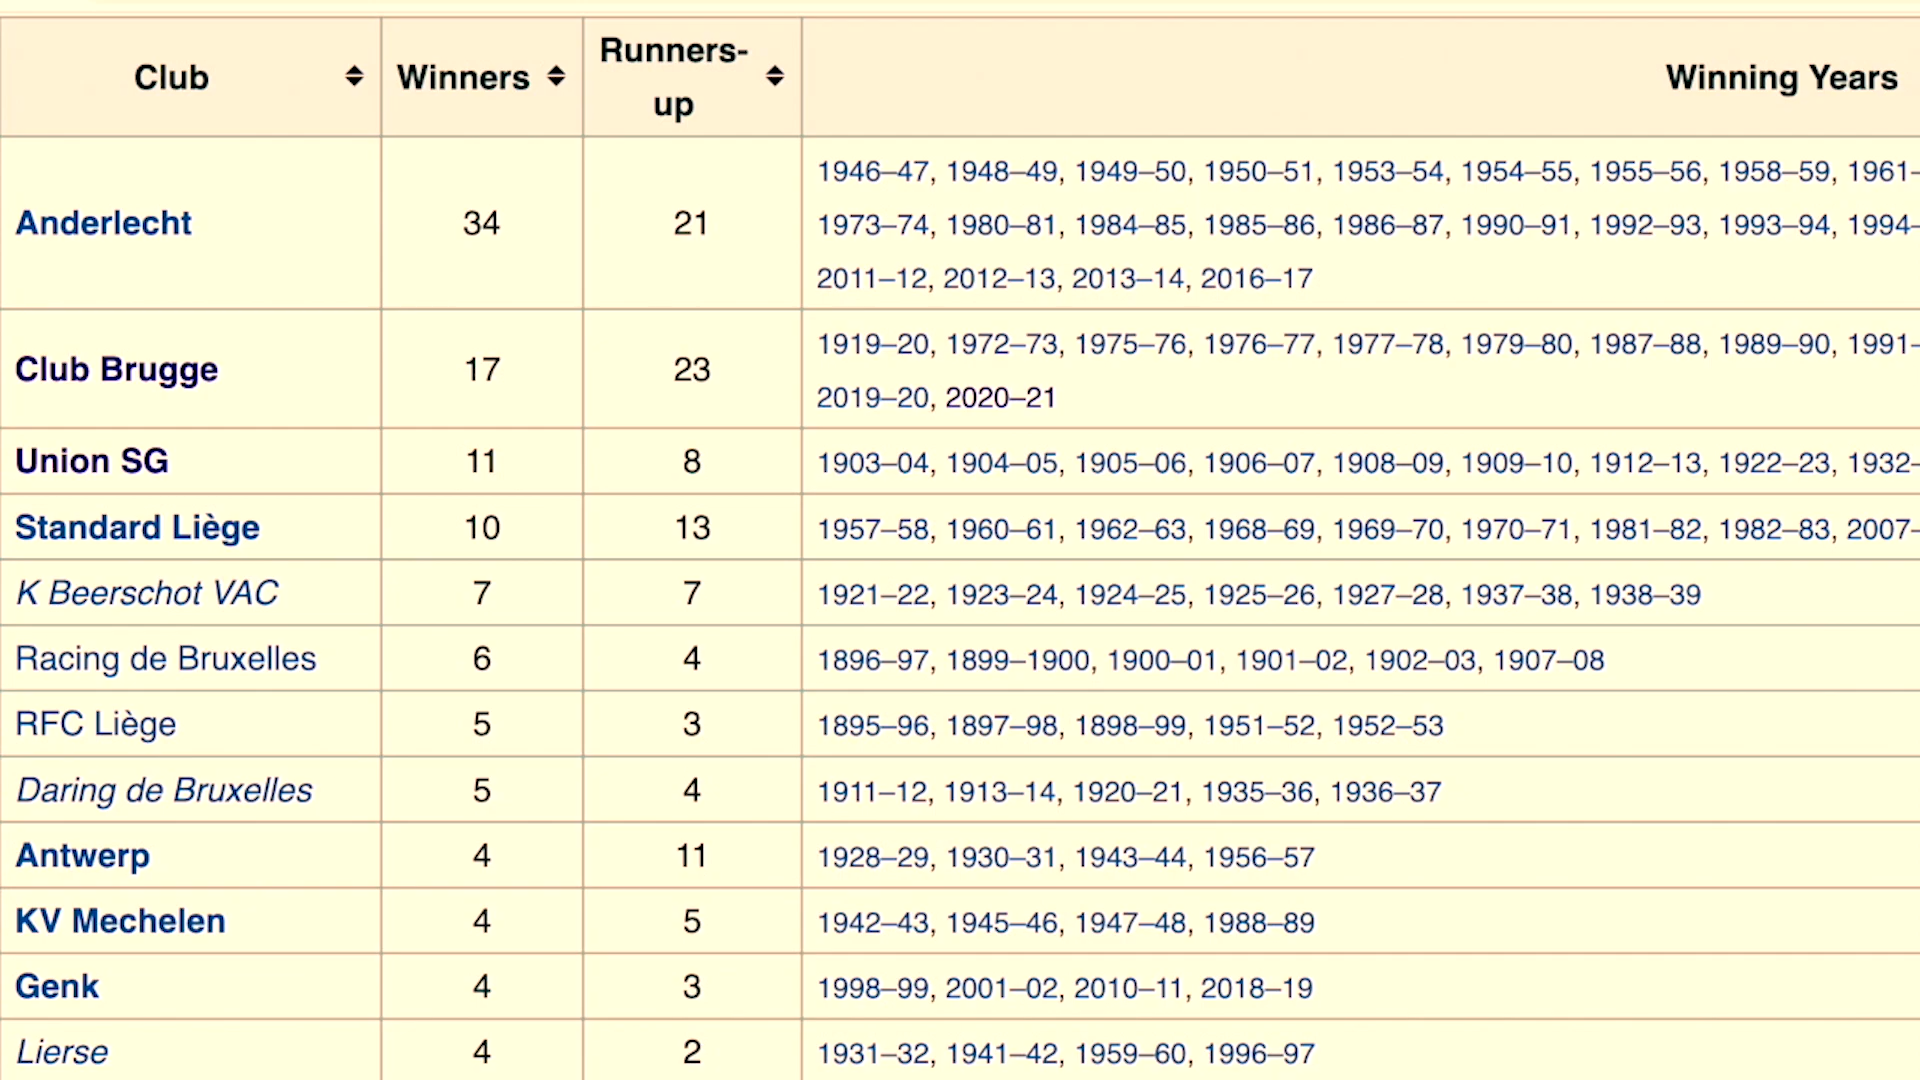 Club Winners Runners-up Winning Years
Anderlecht 34 21 1946–47, 1948–49, 1949–50, 1950–51, 1953–54, 1954–55, 1955–56, 1958–59, 1961–
1973–74, 1980–81, 1984–85, 1985–86, 1986–87, 1990–91, 1992–93, 1993–94, 1994–
2011–12, 2012–13, 2013–14, 2016–17
Club Brugge 17 23 1919–20, 1972–73, 1975–76, 1976–77, 1977–78, 1979–80, 1987–88, 1989–90, 1991–
2019–20, 2020–21
Union SG 11 8 1903–04, 1904–05, 1905–06, 1906–07, 1908–09, 1909–10, 1912–13, 1922–23, 1932–
Standard Liège 10 13 1957–58, 1960–61, 1962–63, 1968–69, 1969–70, 1970–71, 1981–82, 1982–83, 2007–
K Beerschot VAC 7 7 1921–22, 1923–24, 1924–25, 1925–26, 1927–28, 1937–38, 1938–39
Racing de Bruxelles 6 4 1896–97, 1899–1900, 1900–01, 1901–02, 1902–03, 1907–08
RFC Liège 5 3 1895–96, 1897–98, 1898–99, 1951–52, 1952–53
Daring de Bruxelles 5 4 1911–12, 1913–14, 1920–21, 1935–36, 1936–37
Antwerp 4 11 1928–29, 1930–31, 1943–44, 1956–57
KV Mechelen 4 5 1942–43, 1945–46, 1947–48, 1988–89
Genk 4 3 1998–99, 2001–02, 2010–11, 2018–19
Lierse 4 2 1931–32, 1941–42, 1959–60, 1996–97